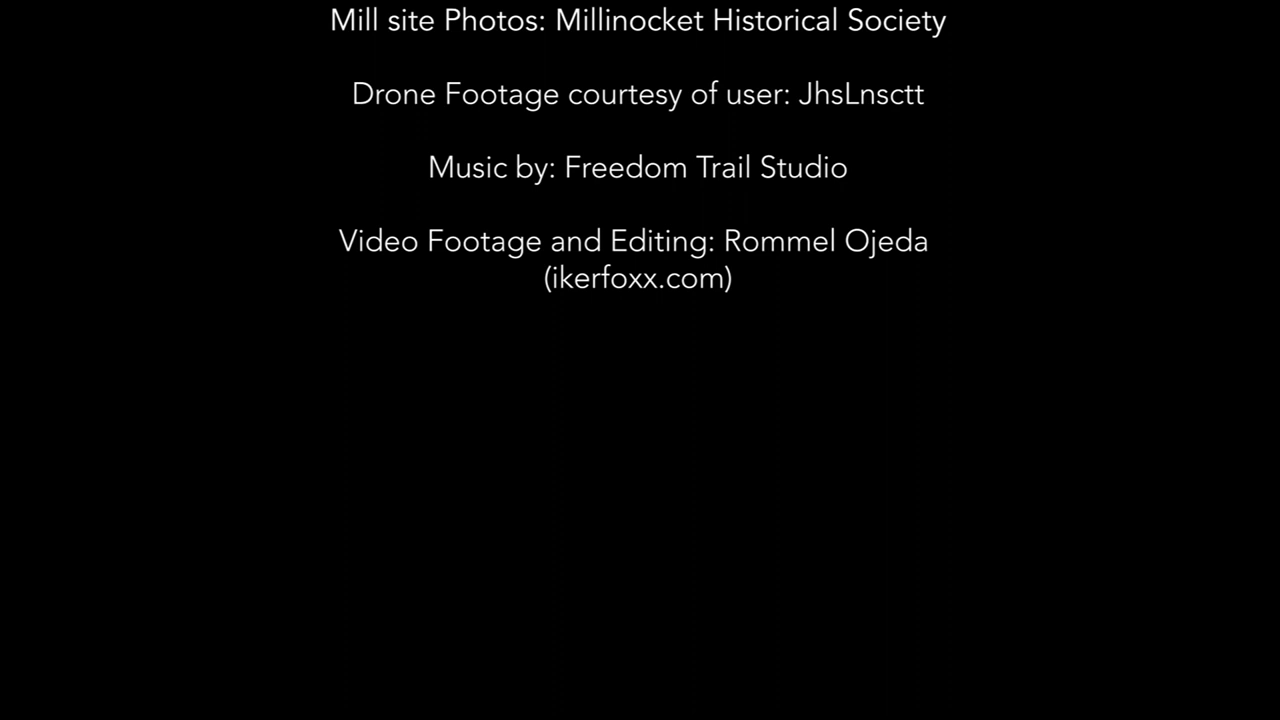 Mill site Photos: Millinocket Historical Society
Drone Footage courtesy of user: JhsLnsctt
Music by: Freedom Trail Studio
Video Footage and Editing: Rommel Ojeda
(ikerfoxx.com)